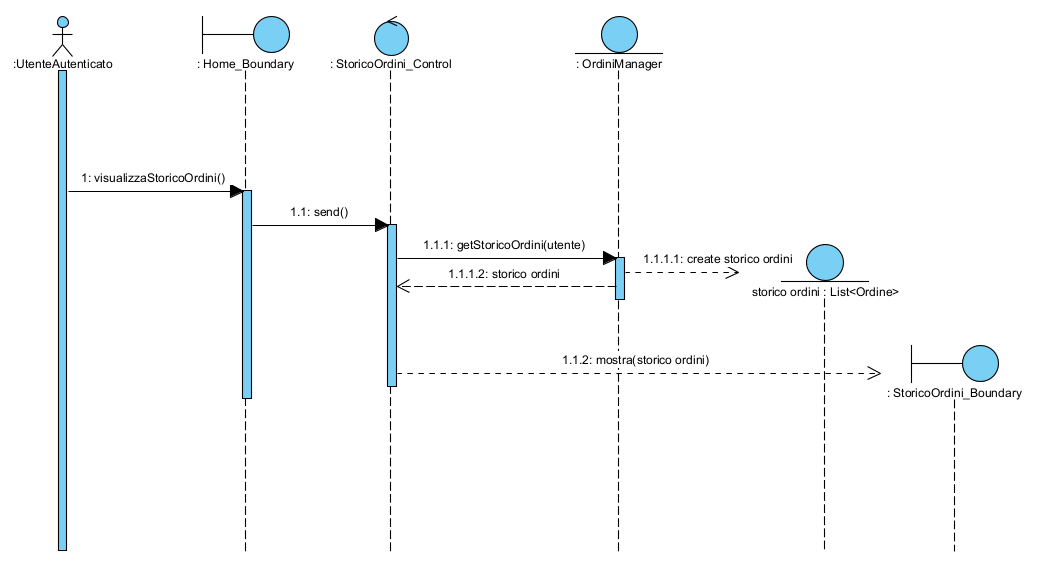 :UtenteAutenticato
: Home_Boundary
: StoricoOrdini_Control
: OrdiniManager
1: visualizzaStoricoOrdini()
1.1: send()
1.1.1: getStoricoOrdini(utente)
1.1.1.1: create storico ordini
1.1.1.2: storico ordini
storico ordini : List<Ordine>
1.1.2: mostra(storico ordini)
: StoricoOrdini_Boundary